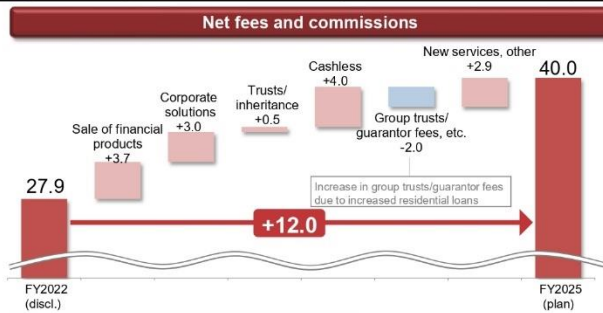 Net fees and commissions
27.9
Sale of financial
products
+3.7
Corporate
solutions
+3.0
Trusts/
inheritance
+0.5
Cashless
+4.0
Group trusts/
guarantor fees, etc.
-2.0
New services, other
+2.9
40.0
Increase in group trusts/guarantor fees
due to increased residential loans
+12.0
FY2022
(discl.)
FY2025
(plan)